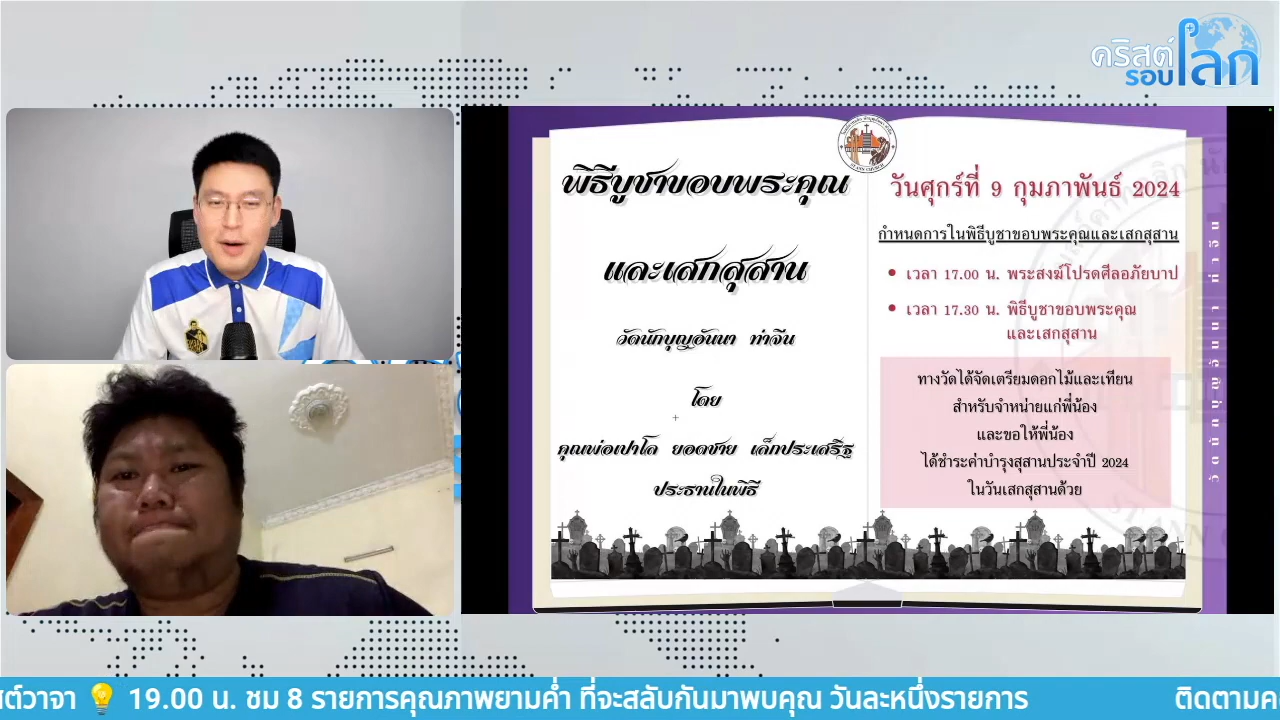 คริสต์
รอบโลก
พิธีบูชาขอบพระคุณ
และเสกสุสาน
วัดนักบุญอันนา ท่าจีน
โดย
คุณพ่อเปาโล ยอดชาย เล็กประเสริฐ
ประธานในพิธี
วันศุกร์ที่ 9 กุมภาพันธ์ 2024
กำหนดการในพิธีบูชาขอบพระคุณและเสกสุสาน
• เวลา 17.00 น. พระสงฆ์โปรดศีลอภัยบาป
• เวลา 17.30 น. พิธีบูชาขอบพระคุณ
และเสกสุสาน
ทางวัดได้จัดเตรียมดอกไม้และเทียน
สำหรับจำหน่ายแก่พี่น้อง
และขอให้พี่น้อง
ได้ชำระค่าบำรุงสุสานประจำปี 2024
ในวันเสกสุสานด้วย
สต์วาจา 💡 19.00 น. ชม 8 รายการคุณภาพยามค่ำ ที่จะสลับกันมาพบคุณ วันละหนึ่งรายการ ติดตามค